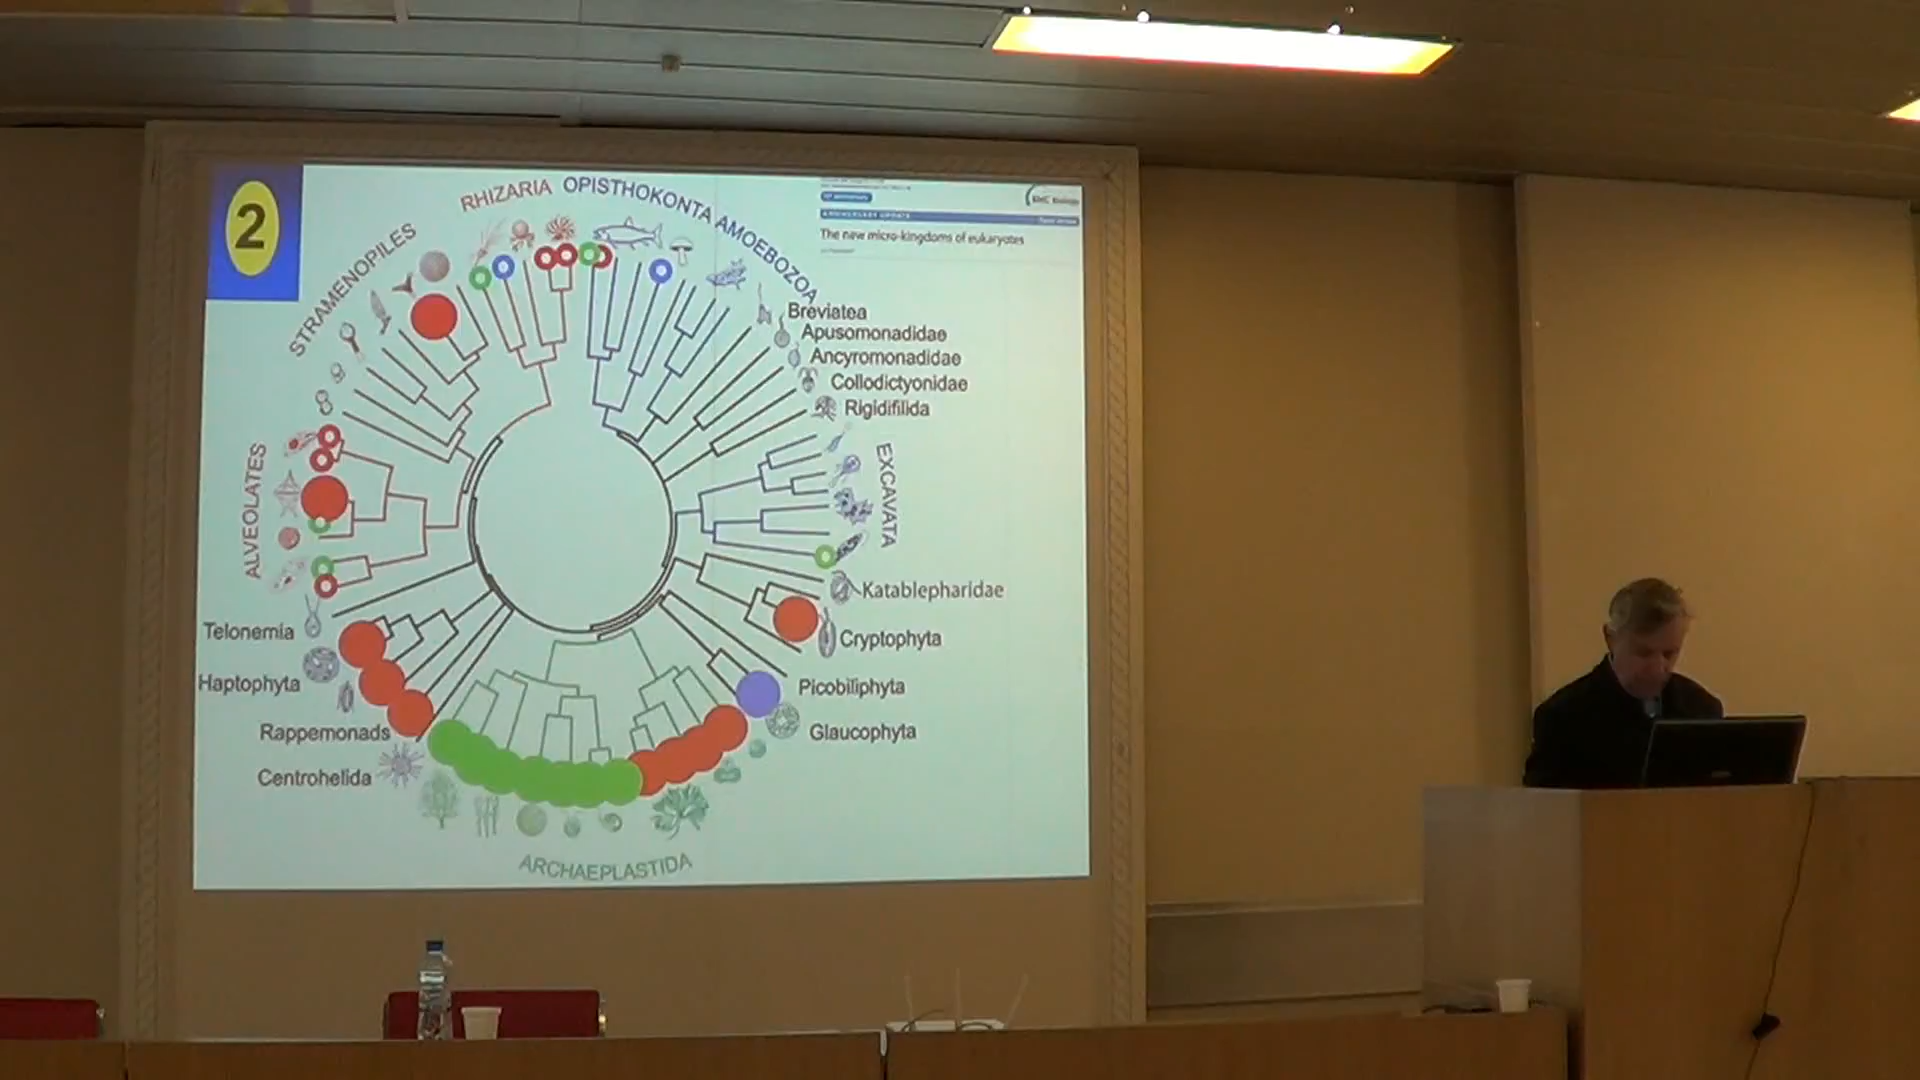 2
RHIZARIA
OPISTHOKONTA
AMOEBOZOA
STRAMENOPILES
ALVEOLATES
BMC Biology
The new micro-kingdoms of eukaryotes
Breviatea
Apusomonadidae
Ancyromonadidae
Collodictyonidae
Rigidifilida
EXCAVATA
Katablepharidae
Cryptophyta
Picobiliphyta
Glaucophyta
Telonemia
Haptophyta
Rappemonads
Centrohelida
ARCHAEPLASTIDA